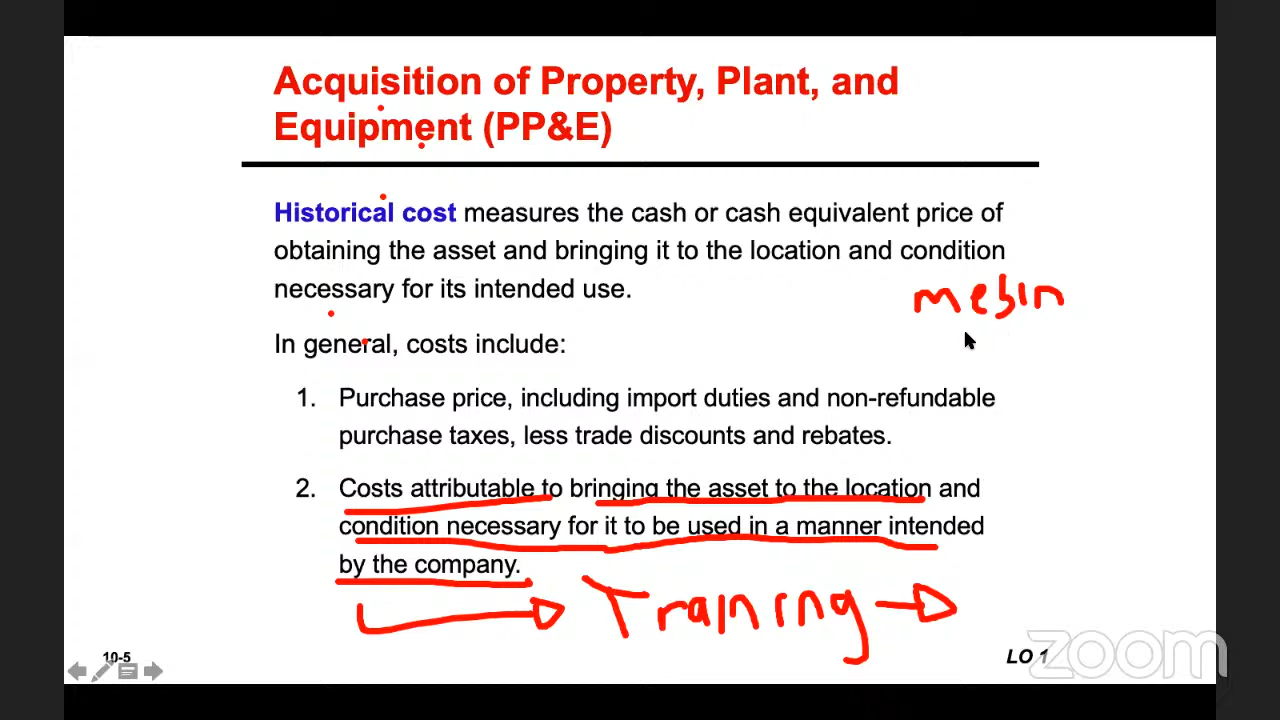 Acquisition of Property, Plant, and
Equipment (PP&E)
Historical cost measures the cash or cash equivalent price of
obtaining the asset and bringing it to the location and condition
necessary for its intended use.
mesin
In general, costs include:
1. Purchase price, including import duties and non-refundable
purchase taxes, less trade discounts and rebates.
2. Costs attributable to bringing the asset to the location and
condition necessary for it to be used in a manner intended
by the company.
Training
10-5
LO 1
zoom